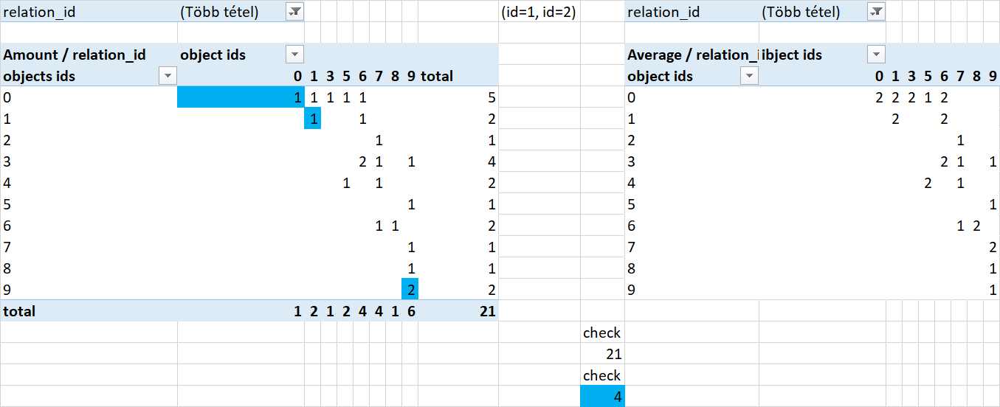 relation_id (Több tétel) (id=1, id=2) relation_id (Több tétel)
Amount / relation_id object ids Average / relation_i ibject ids
objects ids 0 1 3 5 6 7 8 9 total object ids 0 1 3 5 6 7 8 9
0 1 1 1 1 1 5 0 2 2 2 1 2
1 1 1 2 1 2 2
2 1 1 2 1
3 2 1 1 4 3 2 1 1
4 1 1 2 4 2 1
5 1 1 5 1
6 1 1 2 6 1 2
7 1 1 7 2
8 1 1 8 1
9 2 2 9 1
total 1 2 1 2 4 4 1 6 21
check
21
check
4